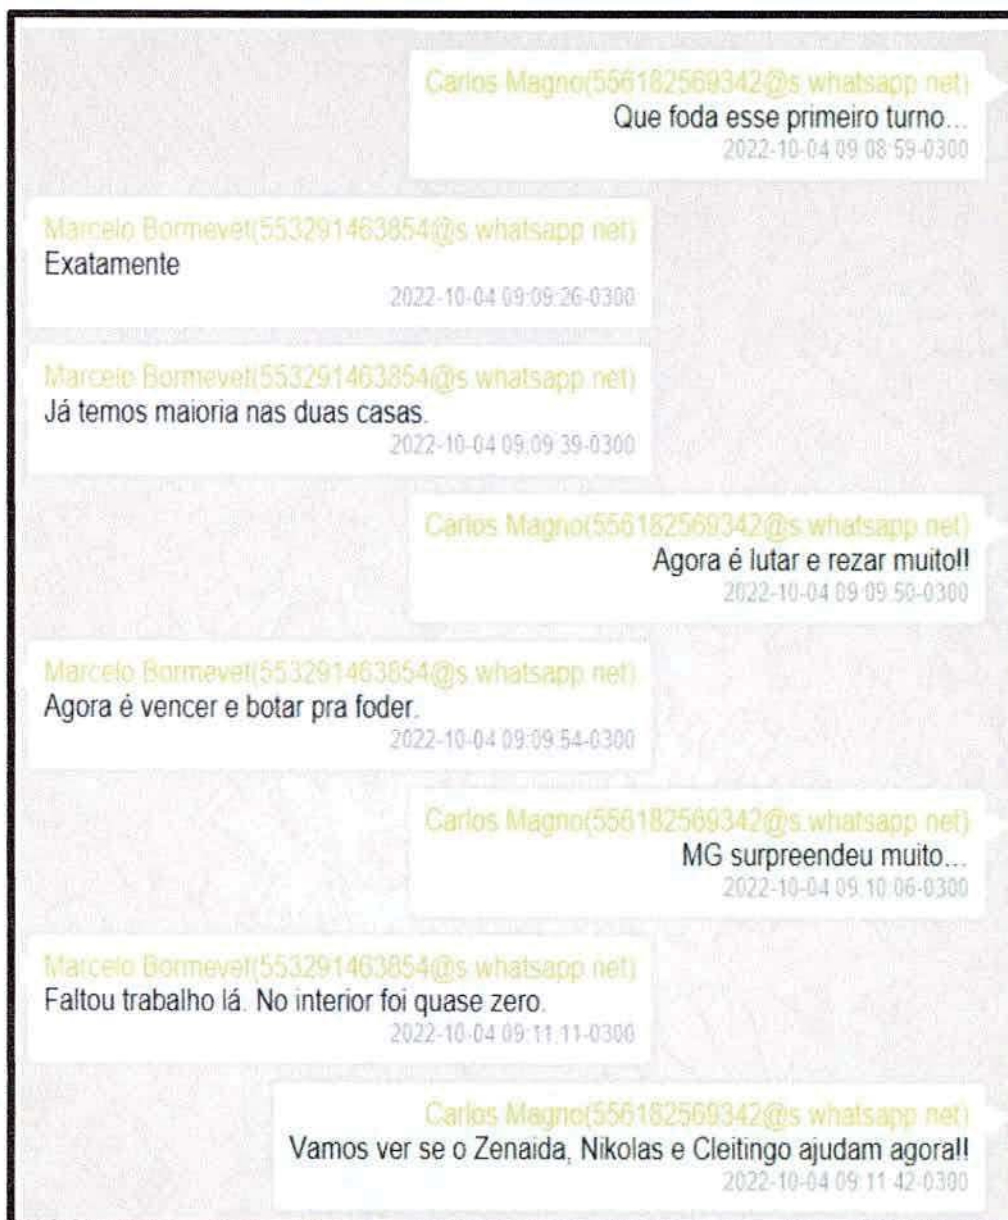 Carlos Magno(556182569342@s.whatsapp.net)
Que foda esse primeiro turno...
2022-10-04 09:08:59-0300
Marcelo Bormevet(553291463854@s.whatsapp.net)
Exatamente
2022-10-04 09:09:26-0300
Marcelo Bormevet(553291463854@s.whatsapp.net)
Já temos maioria nas duas casas.
2022-10-04 09:09:39-0300
Carlos Magno(556182569342@s.whatsapp.net)
Agora é lutar e rezar muito!!
2022-10-04 09:09:50-0300
Marcelo Bormevet(553291463854@s.whatsapp.net)
Agora é vencer e botar pra foder.
2022-10-04 09:09:54-0300
Carlos Magno(556182569342@s.whatsapp.net)
MG surpreendeu muito...
2022-10-04 09:10:06-0300
Marcelo Bormevet(553291463854@s.whatsapp.net)
Faltou trabalho lá. No interior foi quase zero.
2022-10-04 09:11:11-0300
Carlos Magno(556182569342@s.whatsapp.net)
Vamos ver se o Zenaida, Nikolas e Cleitingo ajudam agora!!
2022-10-04 09:11:42-0300